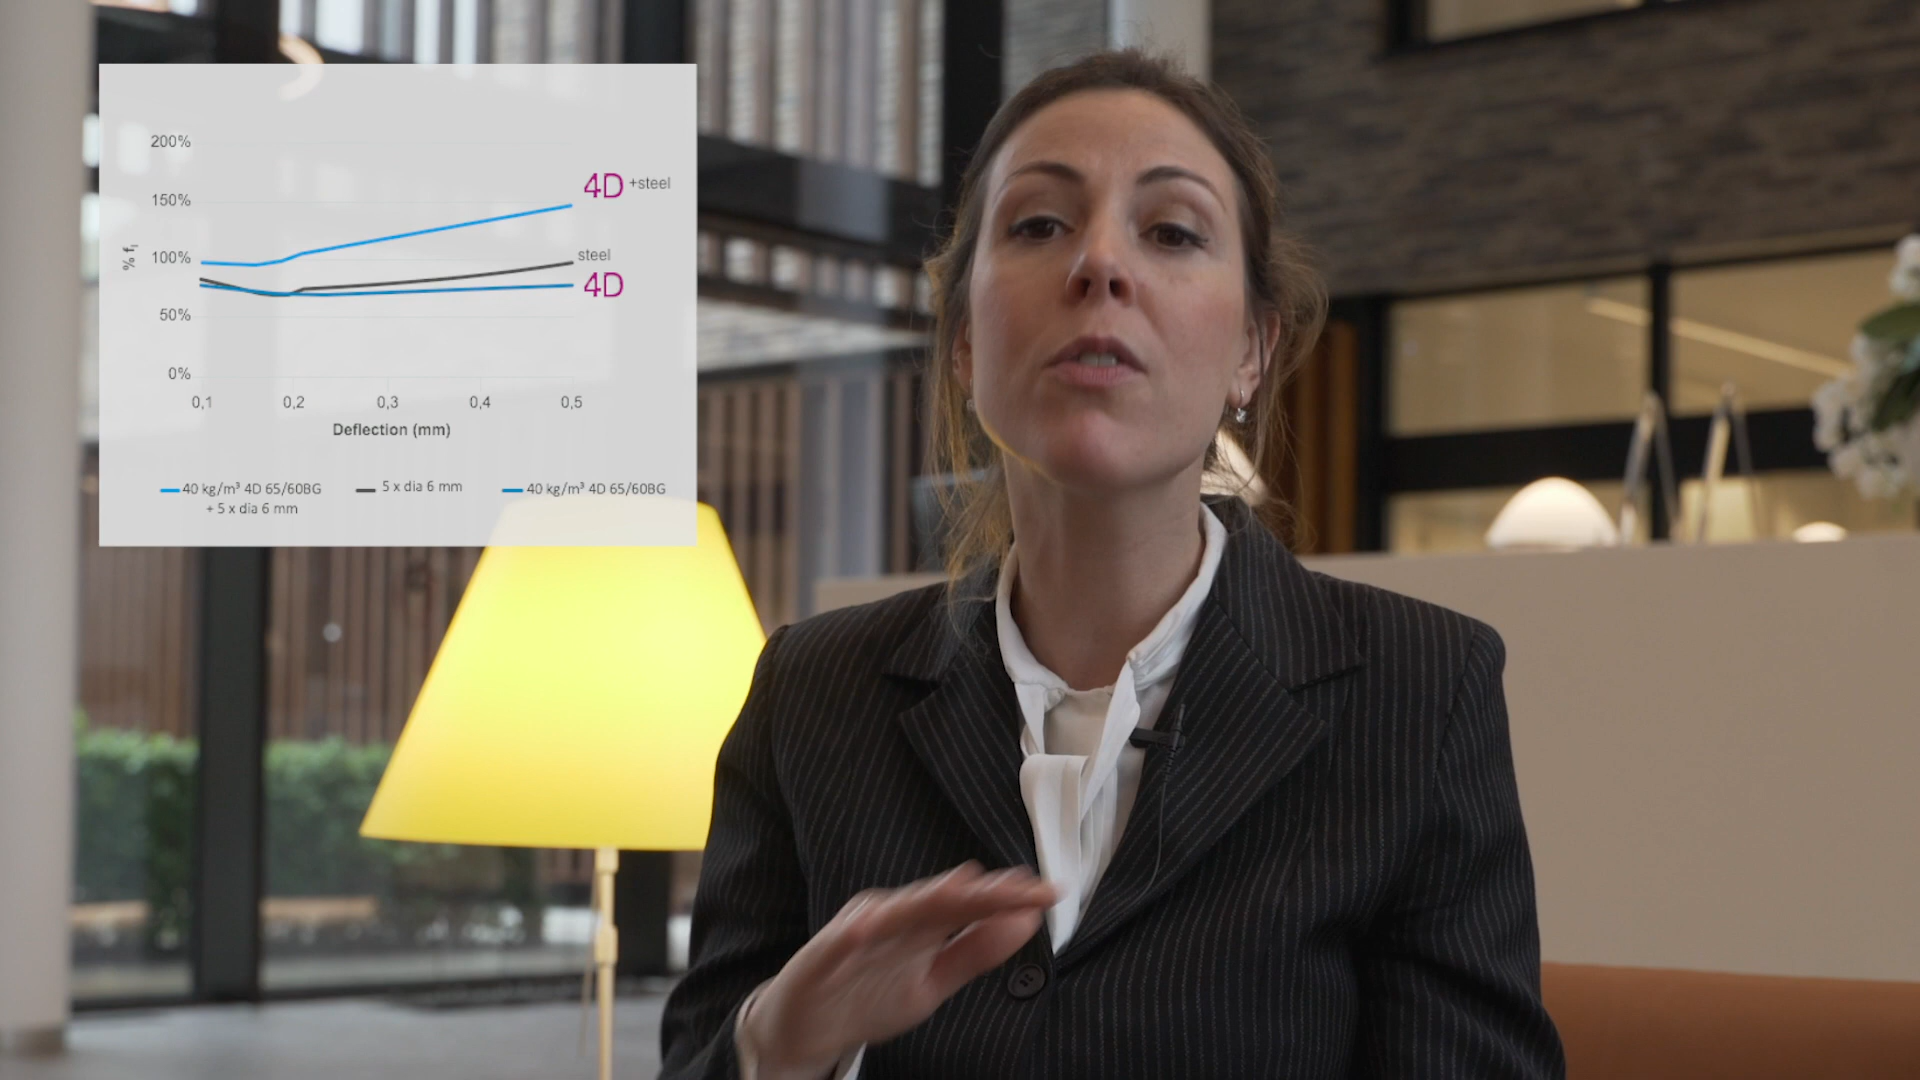 200%
150%
100%
50%
0%
% fₗ
0,1 0,2 0,3 0,4 0,5
Deflection (mm)
4D +steel
steel
4D
40 kg/m³ 4D 65/60BG
+ 5 x dia 6 mm
5 x dia 6 mm
40 kg/m³ 4D 65/60BG